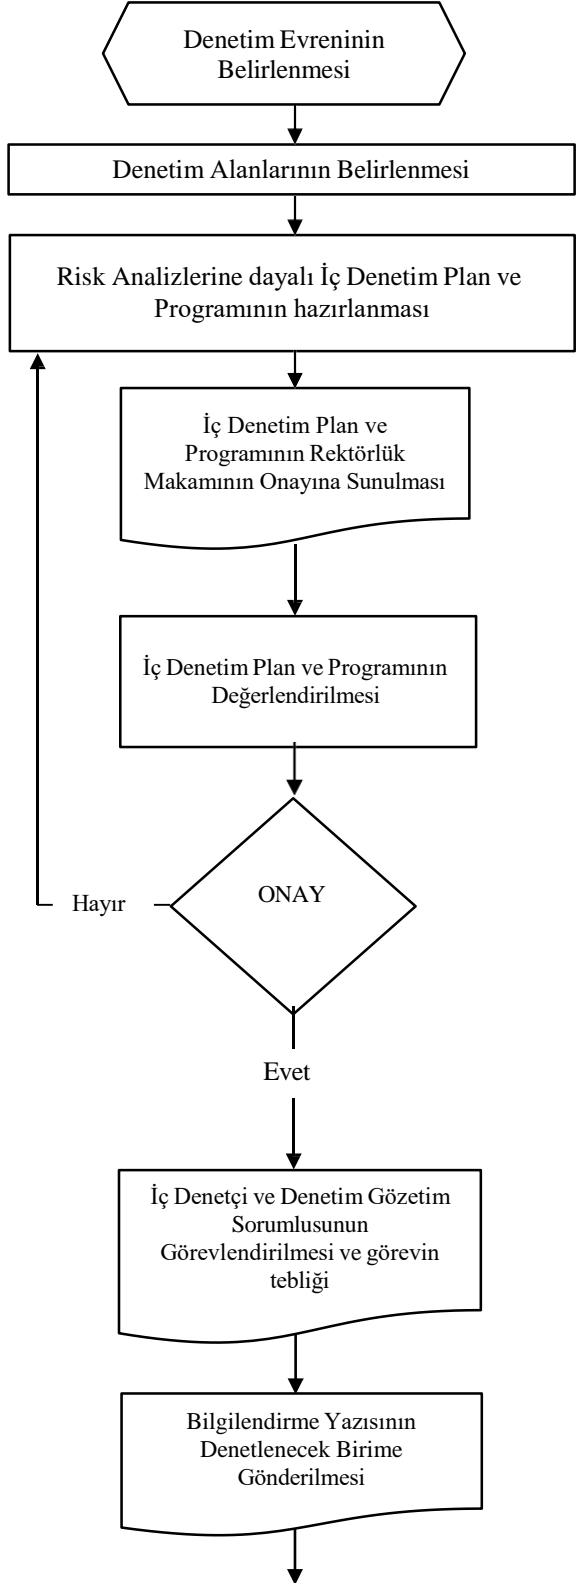 Denetim Evreninin
Belirlenmesi
Denetim Alanlarının Belirlenmesi
Risk Analizlerine dayalı İç Denetim Plan ve
Programının hazırlanması
İç Denetim Plan ve
Programının Rektörlük
Makamının Onayına Sunulması
İç Denetim Plan ve Programının
Değerlendirilmesi
ONAY
Hayır
Evet
İç Denetçi ve Denetim Gözetim
Sorumlusunun
Görevlendirilmesi ve görevin
tebliği
Bilgilendirme Yazısının
Denetlenecek Birime
Gönderilmesi